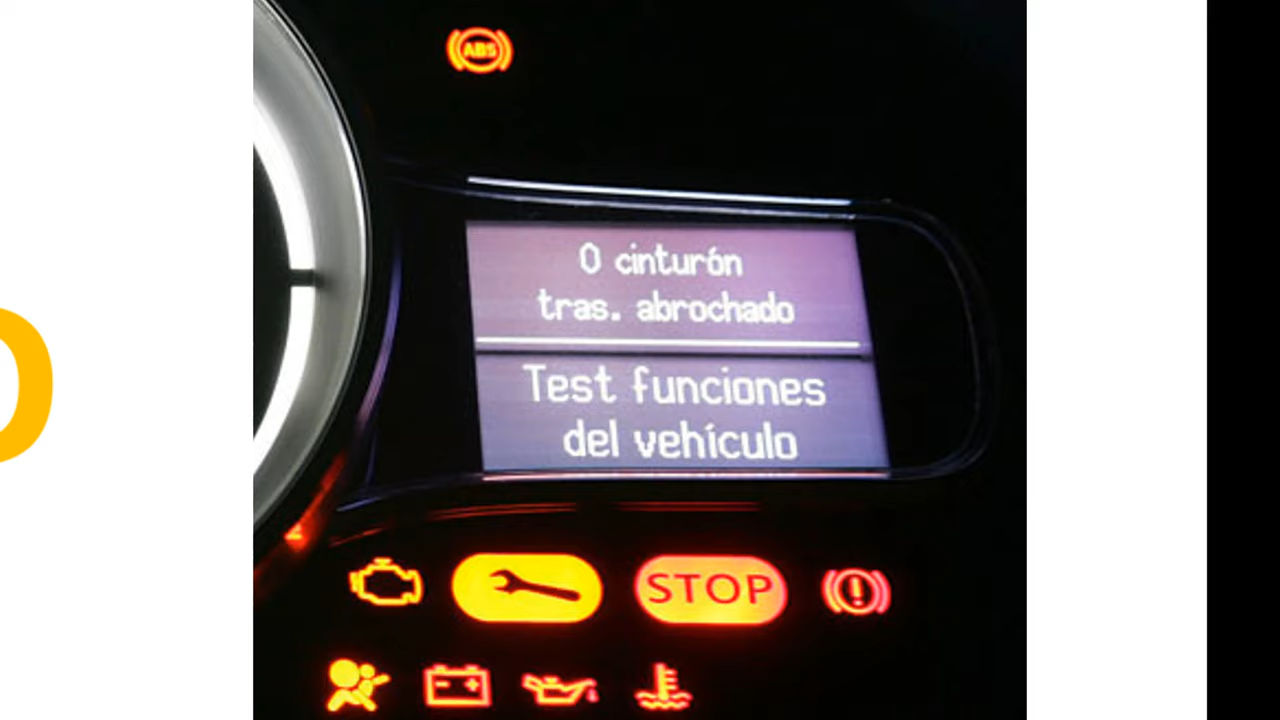 ABS
0 cinturón
tras. abrochado
Test funciones
del vehículo
STOP